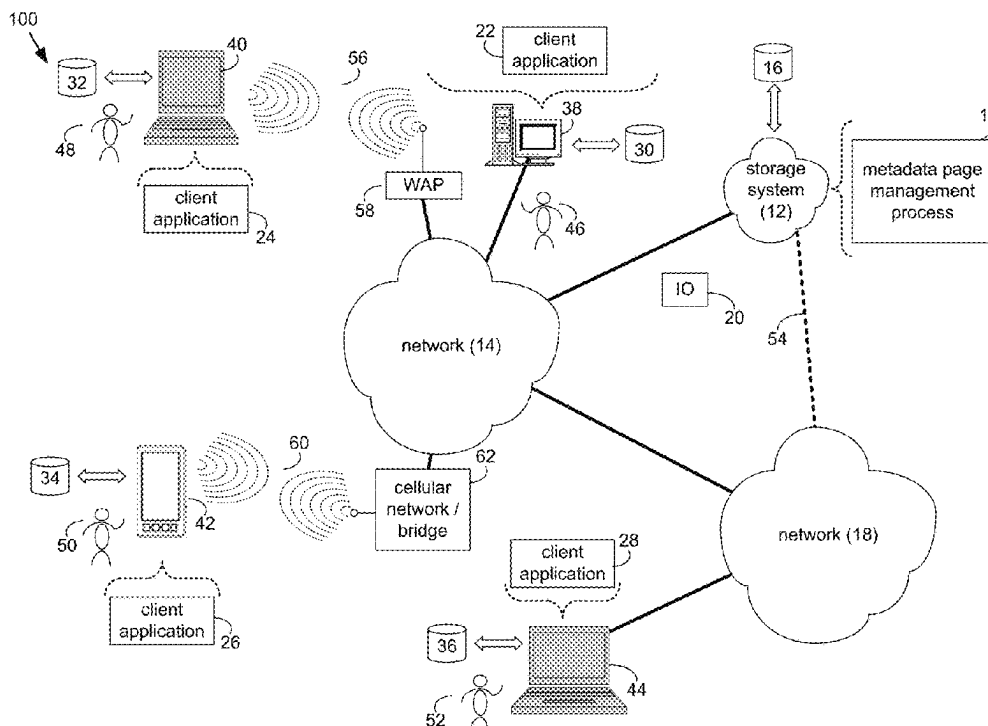 100
32
40
56
22
client
application
16
48
38
30
storage
system
(12)
metadata page
management
process
client
application
24
WAP
58
46
IO
20
54
network (14)
60
62
34
42
cellular
network /
bridge
50
client
application
28
network (18)
client
application
26
36
44
52